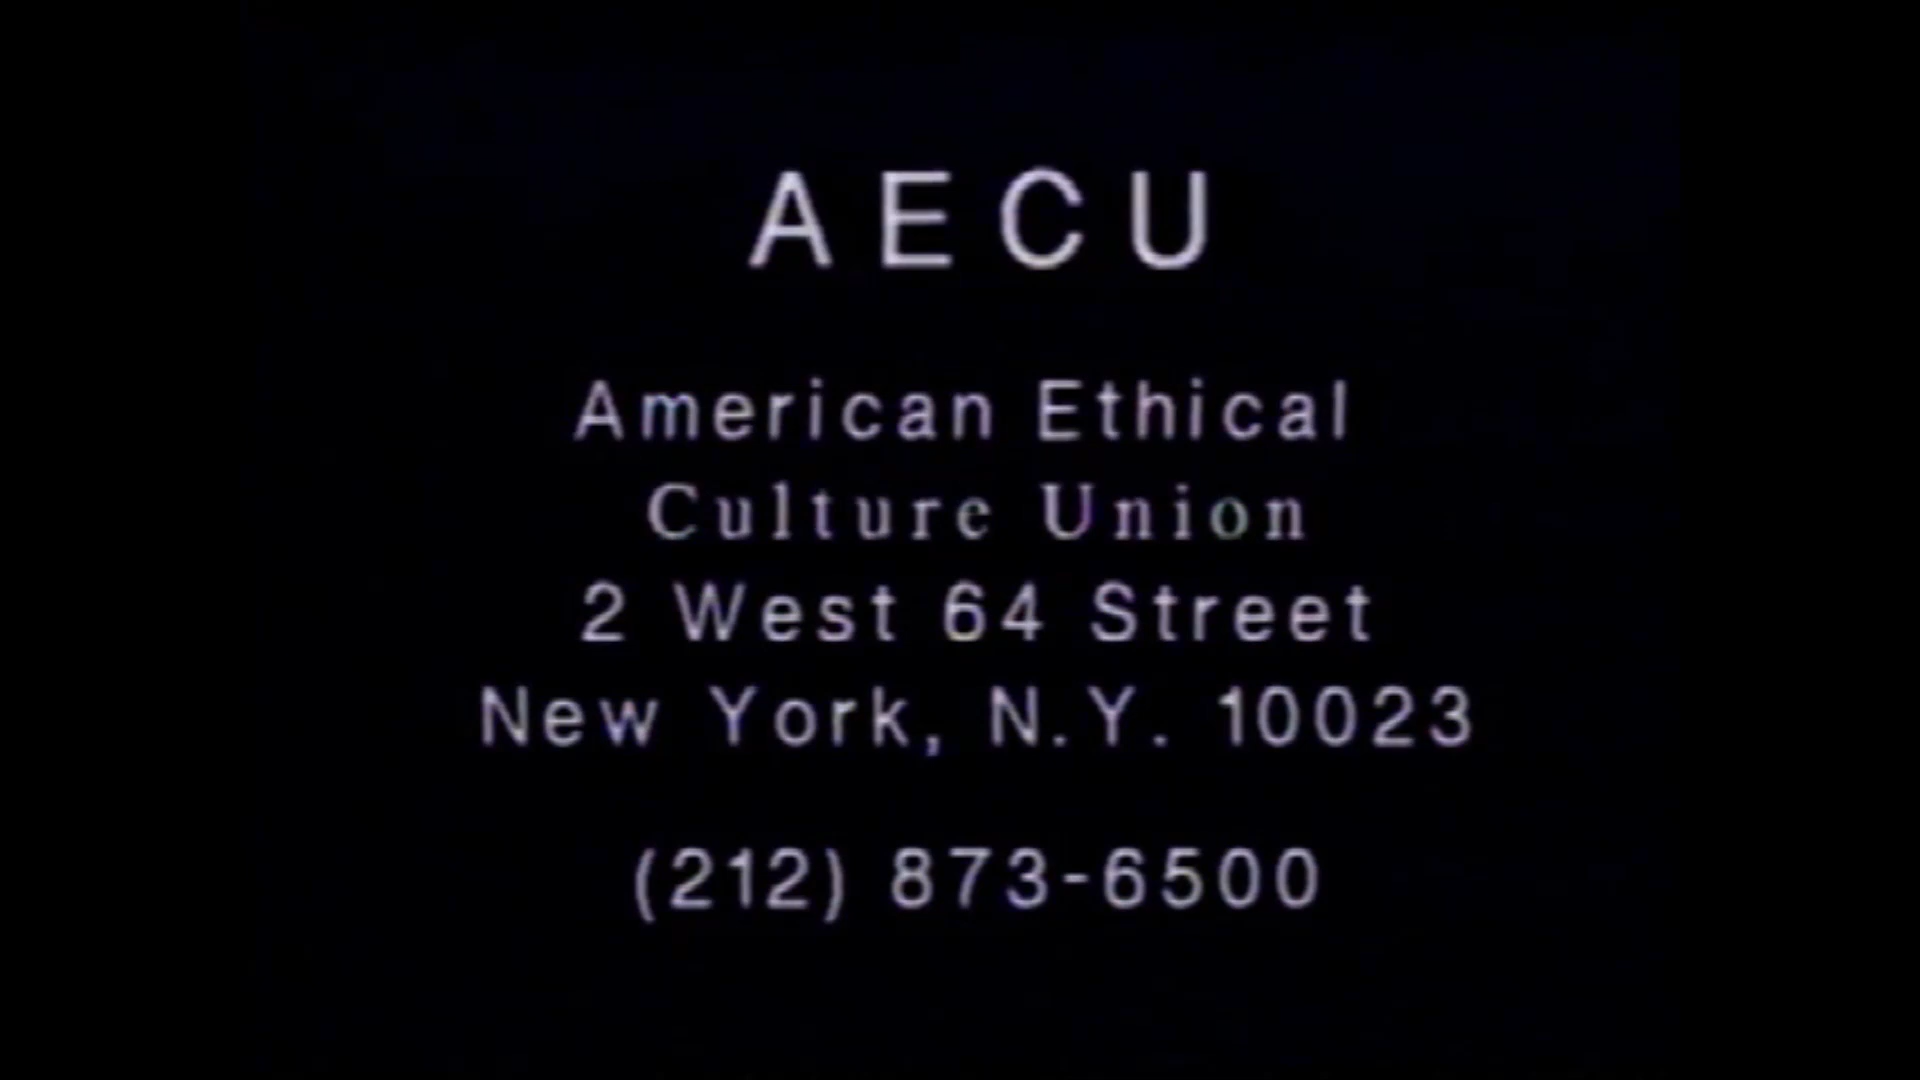 AECU
American Ethical
Culture Union
2 West 64 Street
New York, N.Y. 10023
(212) 873-6500